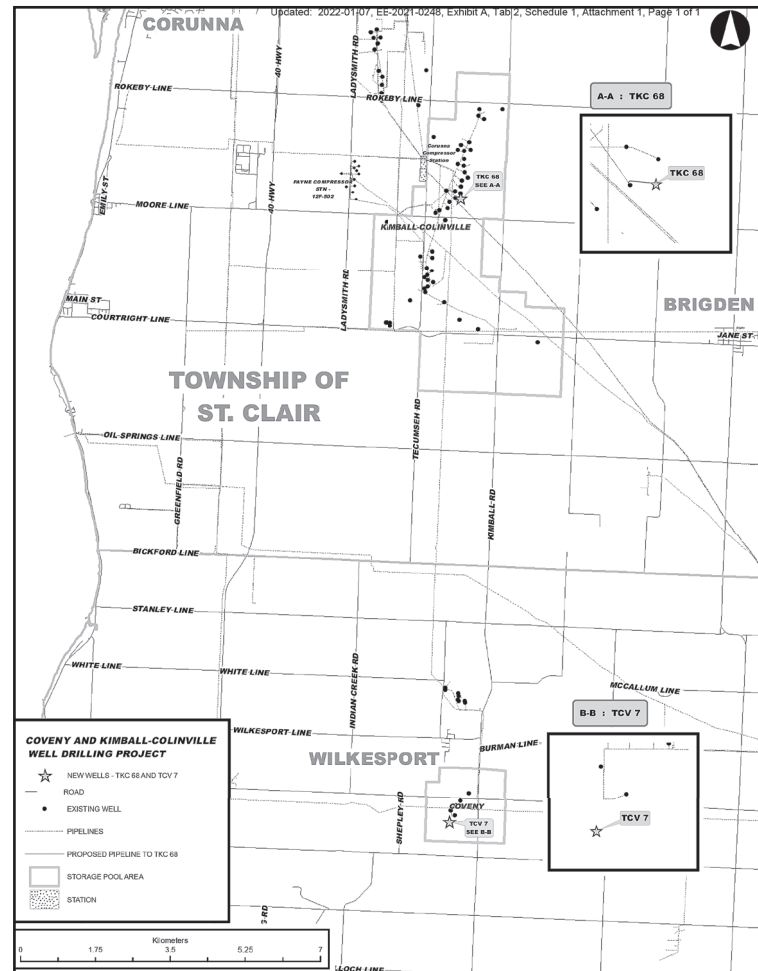 Updated: 2022-01-07, EE-2021-0248, Exhibit A, Tab 2, Schedule 1, Attachment 1, Page 1 of 1
CORUNNA
40 HWY
LADYSMITH RD
ROKEBY LINE
ROKEBY LINE
A-A : TKC 68
TKC 68
Corunna
Compressor
Station
TKC 68
SEE A-A
PAYNE COMPRESSOR
STN -
12F-502
EMILY ST
MOORE LINE
40 HWY
KIMBALL-COLINVILLE
LADYSMITH RD
MAIN ST
COURTRIGHT LINE
BRIGDEN
JANE ST
TOWNSHIP OF
ST. CLAIR
OIL SPRINGS LINE
GREENFIELD RD
TECUMSEH RD
KIMBALL RD
BICKFORD LINE
STANLEY LINE
WHITE LINE
WHITE LINE
INDIAN CREEK RD
MCCALLUM LINE
B-B : TCV 7
WILKESPORT LINE
BURMAN LINE
WILKESPORT
COVENY
TCV 7
SEE B-B
SHEPLEY RD
TCV 7
COVENY AND KIMBALL-COLINVILLE
WELL DRILLING PROJECT
NEW WELLS - TKC 68 AND TCV 7
ROAD
EXISTING WELL
PIPELINES
PROPOSED PIPELINE TO TKC 68
STORAGE POOL AREA
STATION
RD
Kilometers
0 1.75 3.5 5.25 7
LOCH LINE